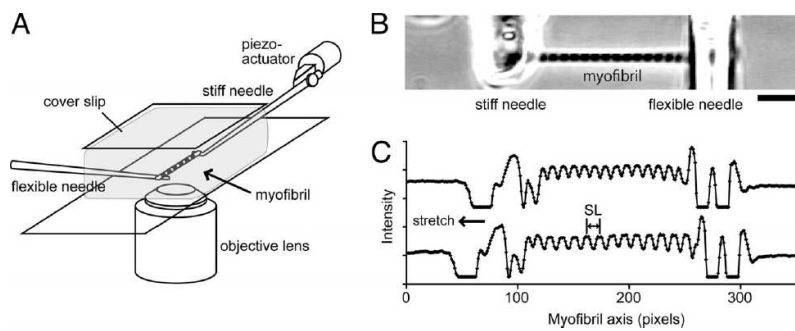 A
piezo-
actuator
stiff needle
cover slip
flexible needle
myofibril
objective lens
B
myofibril
stiff needle
flexible needle
C
Intensity
stretch
SL
0
100
200
300
Myofibril axis (pixels)